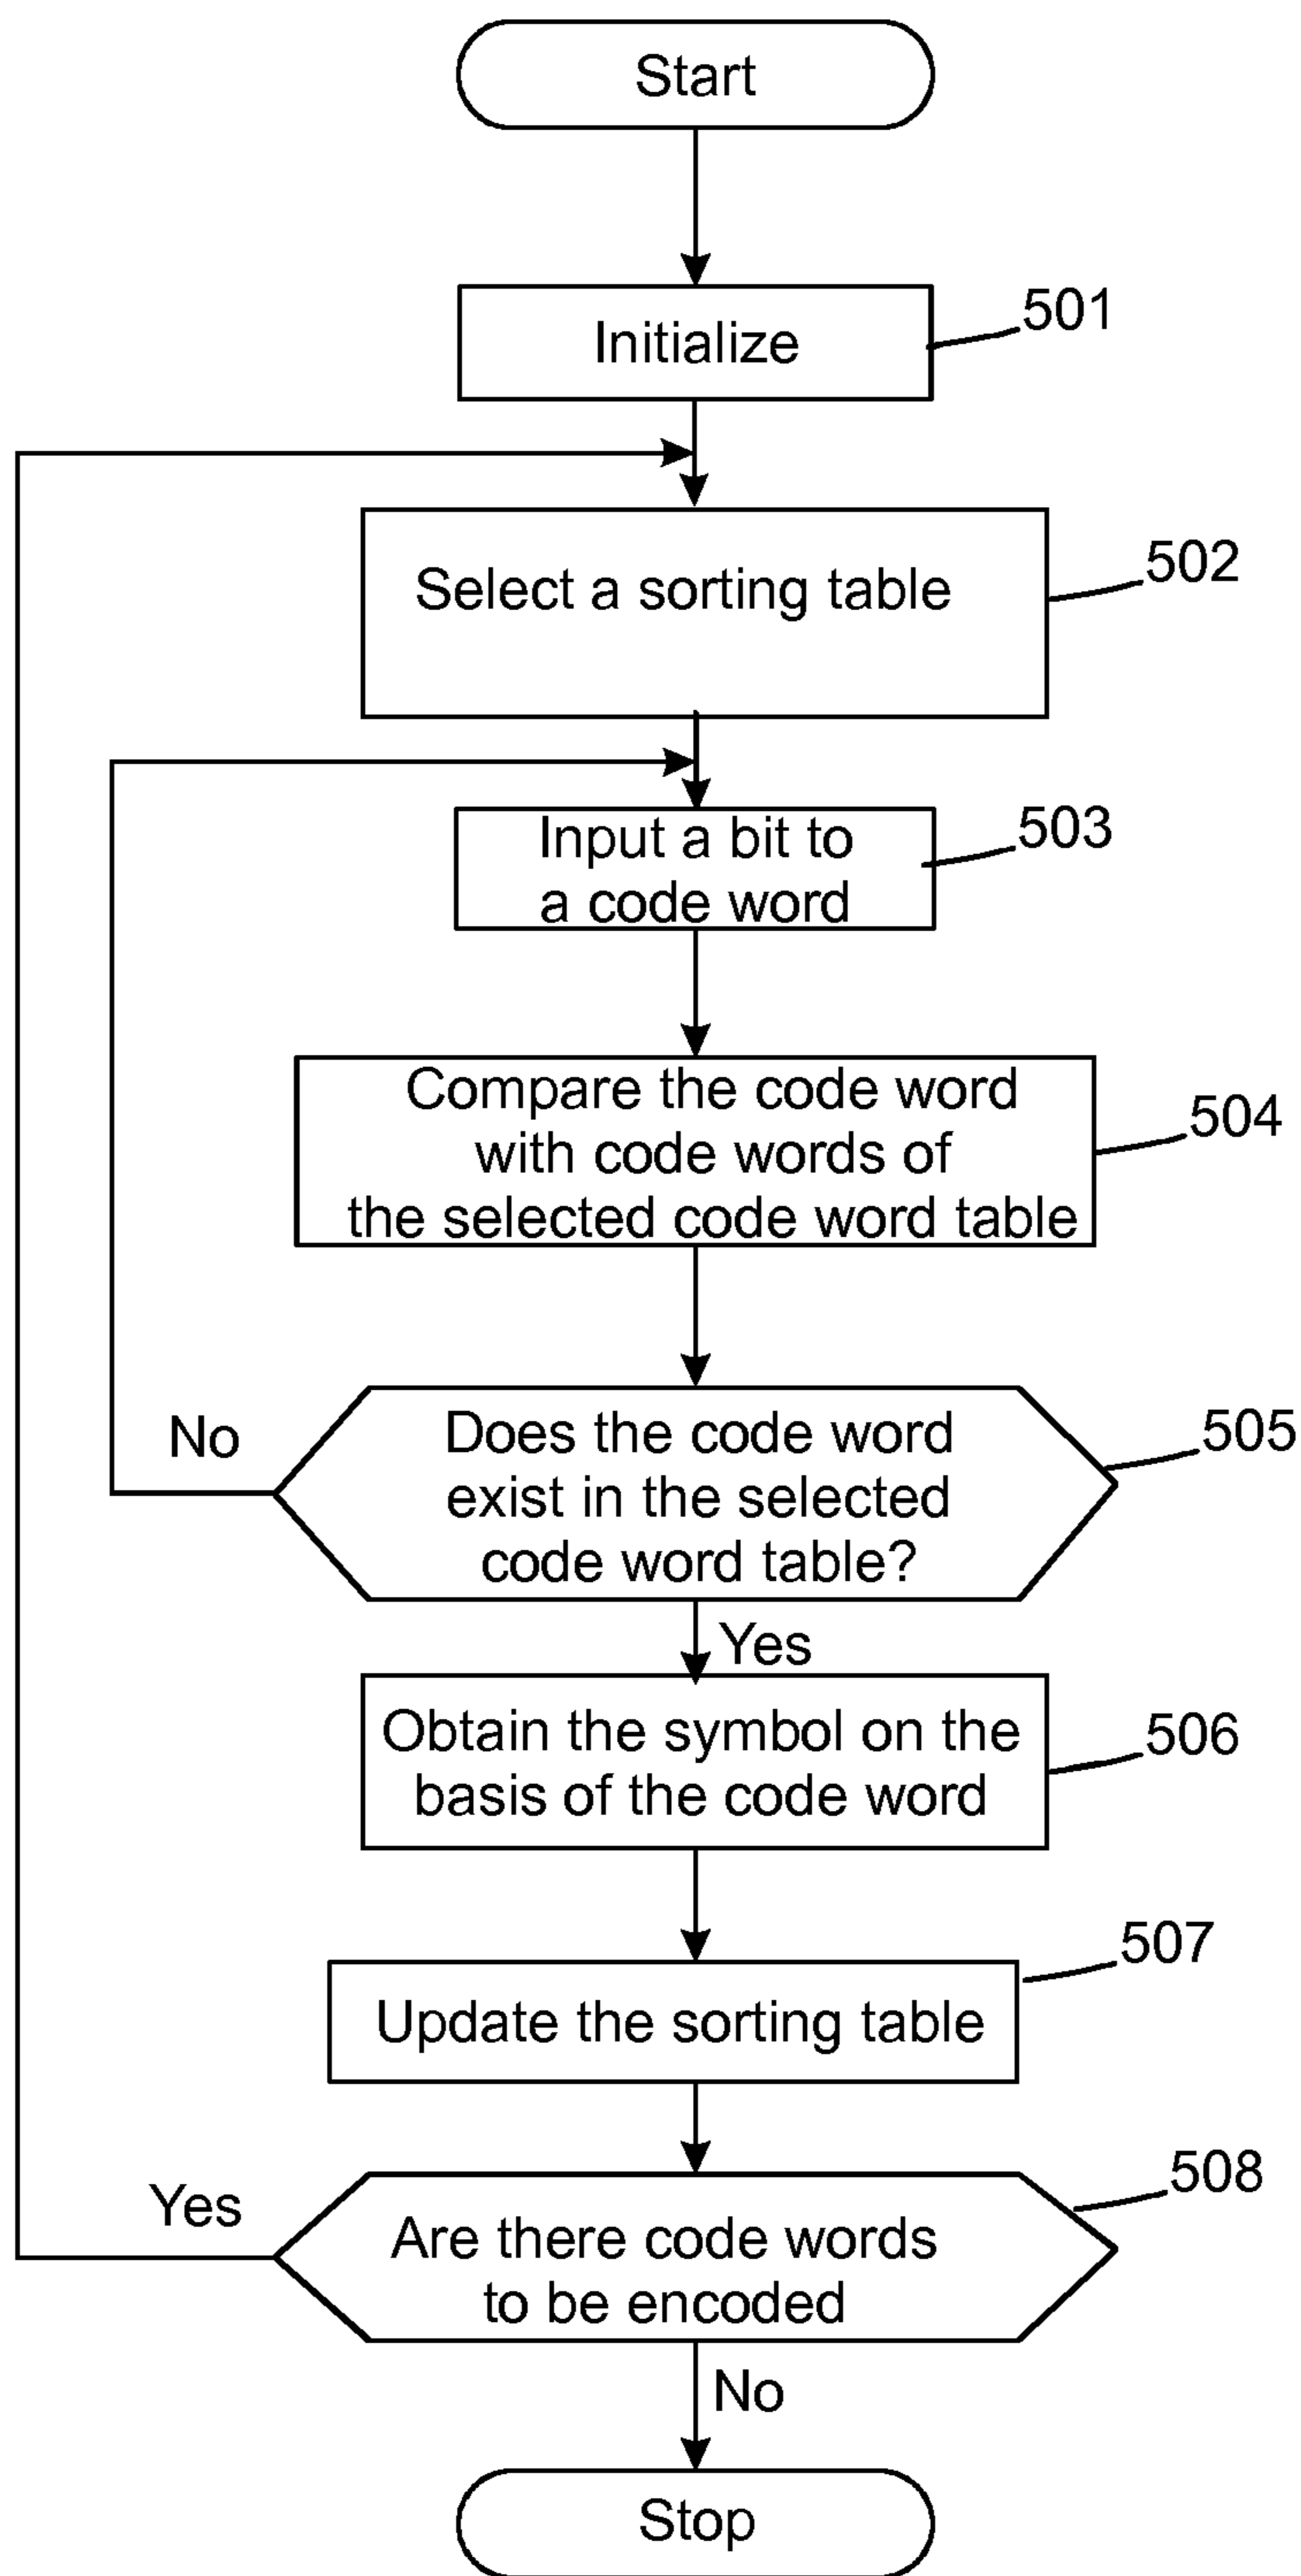 Start
Initialize
501
Select a sorting table
502
Input a bit to
a code word
503
Compare the code word
with code words of
the selected code word table
504
Does the code word
exist in the selected
code word table?
505
No
Yes
Obtain the symbol on the
basis of the code word
506
Update the sorting table
507
Are there code words
to be encoded
508
Yes
No
Stop